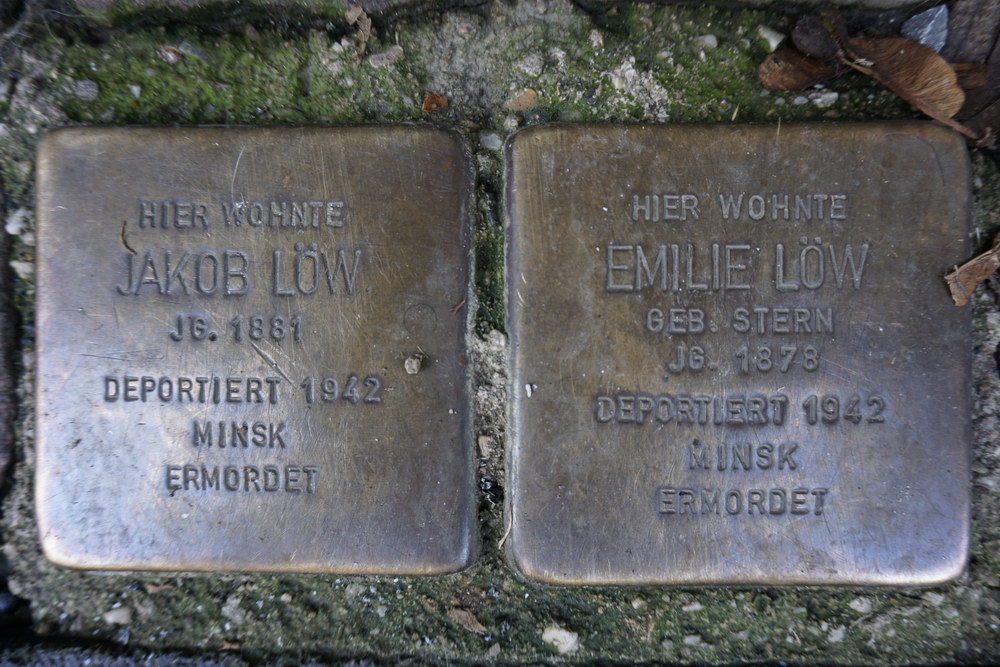 HIER WOHNTE
JAKOB LÖW
JG. 1881
DEPORTIERT 1942
MINSK
ERMORDET
HIER WOHNTE
EMILIE LÖW
GEB. STERN
JG. 1878
DEPORTIERT 1942
MINSK
ERMORDET